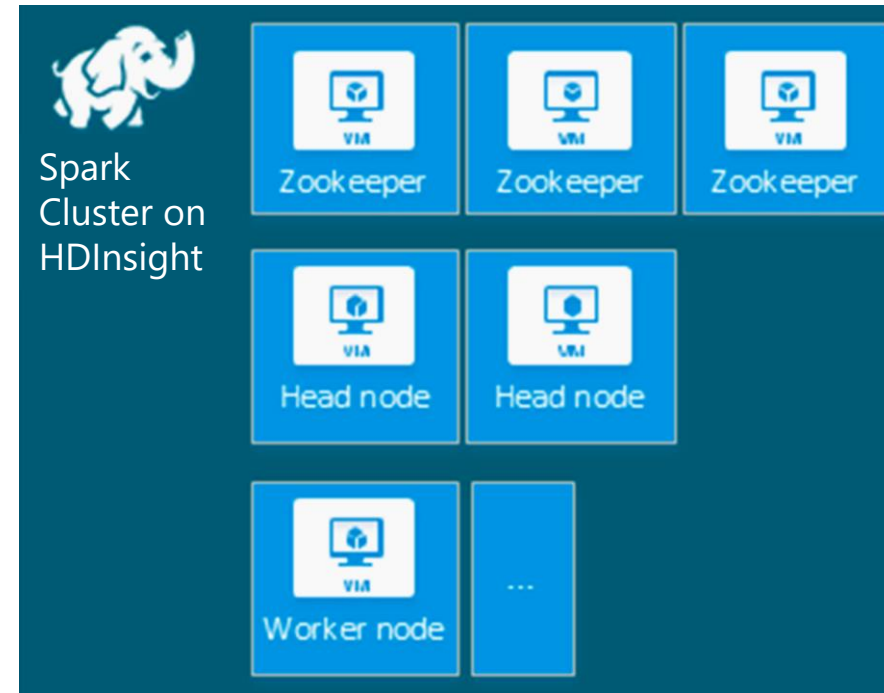 Spark
Cluster on
HDInsight
VM
VM
VM
Zookeeper
Zookeeper
Zookeeper
VM
VM
Head node
Head node
VM
Worker node
...